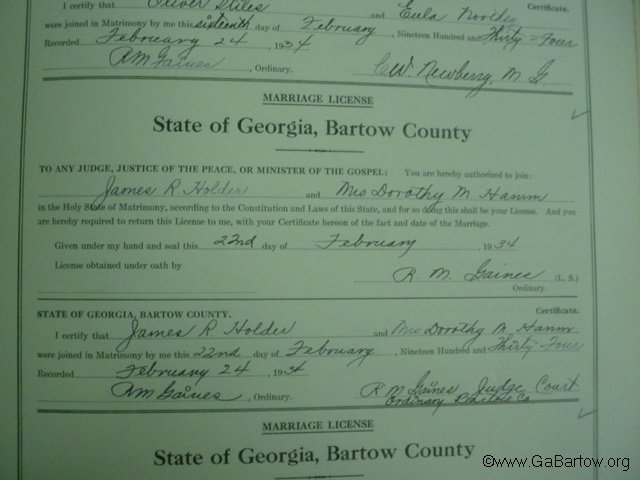 I certify that Oliver Stiles and Eula Certificate.
were joined in Matrimony by me this sixteenth day of February, Nineteen Hundred and Thirty-Four
Recorded February 24, 1934
RM Gaines, Ordinary. C.W. Newberry, M.G.
MARRIAGE LICENSE
State of Georgia, Bartow County
TO ANY JUDGE, JUSTICE OF THE PEACE, OR MINISTER OF THE GOSPEL: You are hereby authorized to join:
James R Holder and Mrs Dorothy M. Hamm
in the Holy State of Matrimony, according to the Constitution and Laws of this State, and for so doing this shall be your License. And you
are hereby required to return this License to me, with your Certificate hereon of the fact and date of the Marriage.
Given under my hand and seal this 22nd day of February, 1934
License obtained under oath by R. M. Gaines (L. S.)
Ordinary.
STATE OF GEORGIA, BARTOW COUNTY. Certificate.
I certify that James R Holder and Mrs Dorothy M. Hamm
were joined in Matrimony by me this 22nd day of February, Nineteen Hundred and Thirty-Four
Recorded February 24, 1934
RM Gaines, Ordinary. R M Gaines Judge Court
Ordinary Bartow Co
MARRIAGE LICENSE
State of Georgia, Bartow County
©www.GaBartow.org